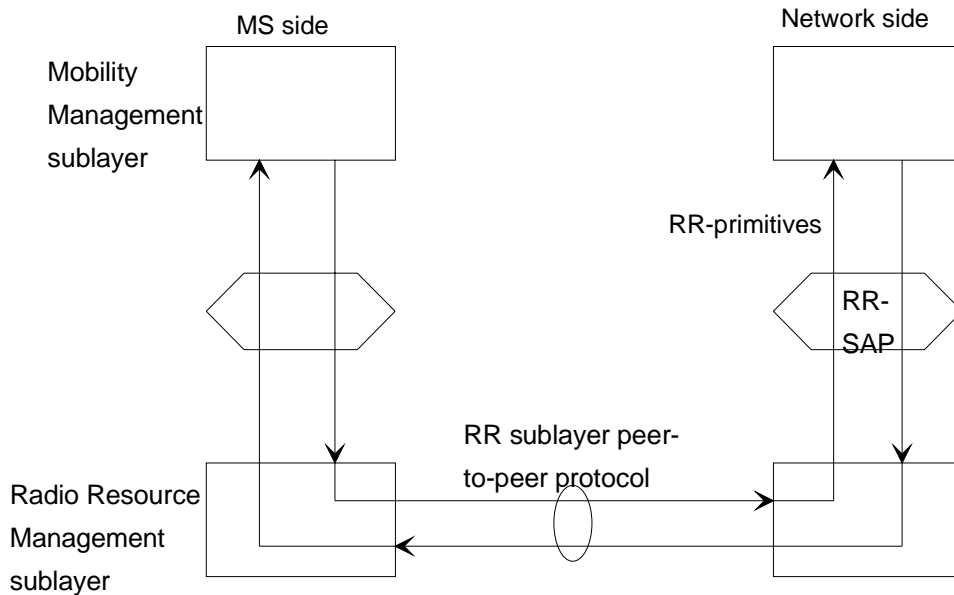 MS side
Network side
Mobility
Management
sublayer
RR-primitives
RR-
SAP
RR sublayer peer-
to-peer protocol
Radio Resource
Management
sublayer